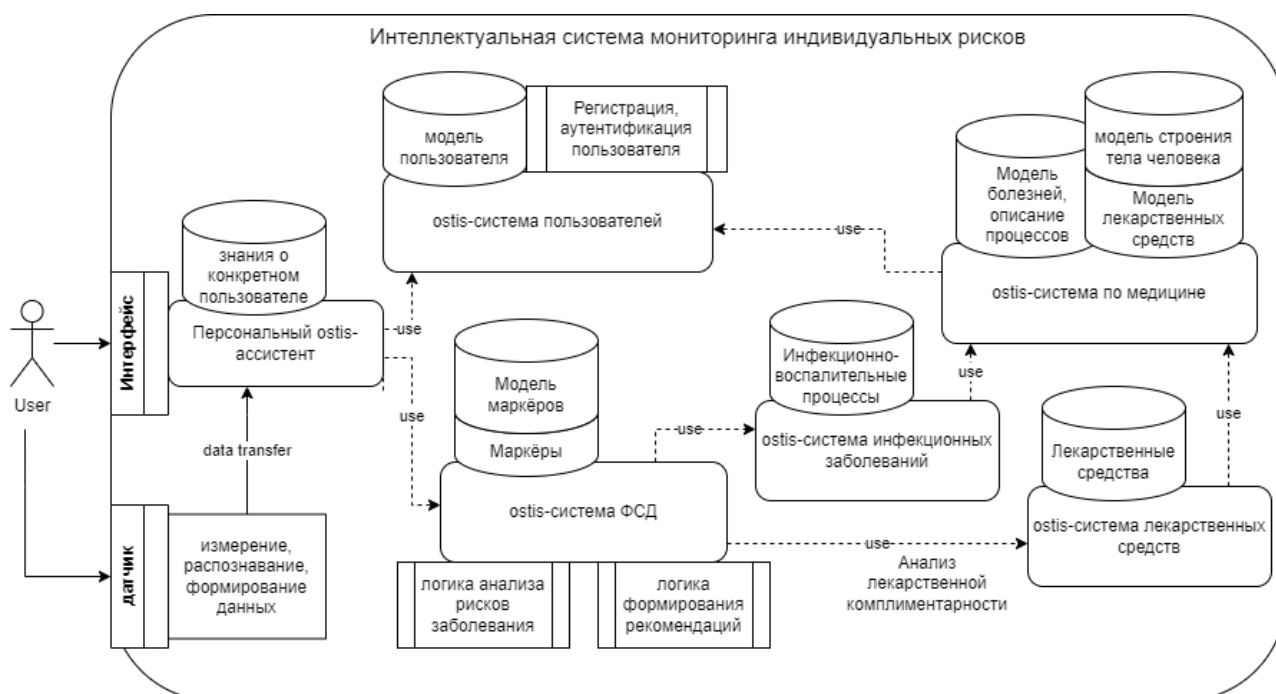 Интеллектуальная система мониторинга индивидуальных рисков
модель
пользователя
Регистрация,
аутентификация
пользователя
ostis-система пользователей
модель строения
тела человека
Модель
болезней,
описание
процессов
Модель
лекарственных
средств
ostis-система по медицине
use
знания о
конкретном
пользователе
Интерфейс
Персональный ostis-
ассистент
use
User
use
data transfer
Модель
маркёров
Маркёры
ostis-система ФСД
use
Инфекционно-
воспалительные
процессы
ostis-система инфекционных
заболеваний
use
use
Лекарственные
средства
ostis-система лекарственных
средств
use
Анализ
лекарственной
комплиментарности
датчик
измерение,
распознавание,
формирование
данных
логика анализа
рисков
заболевания
логика
формирования
рекомендаций